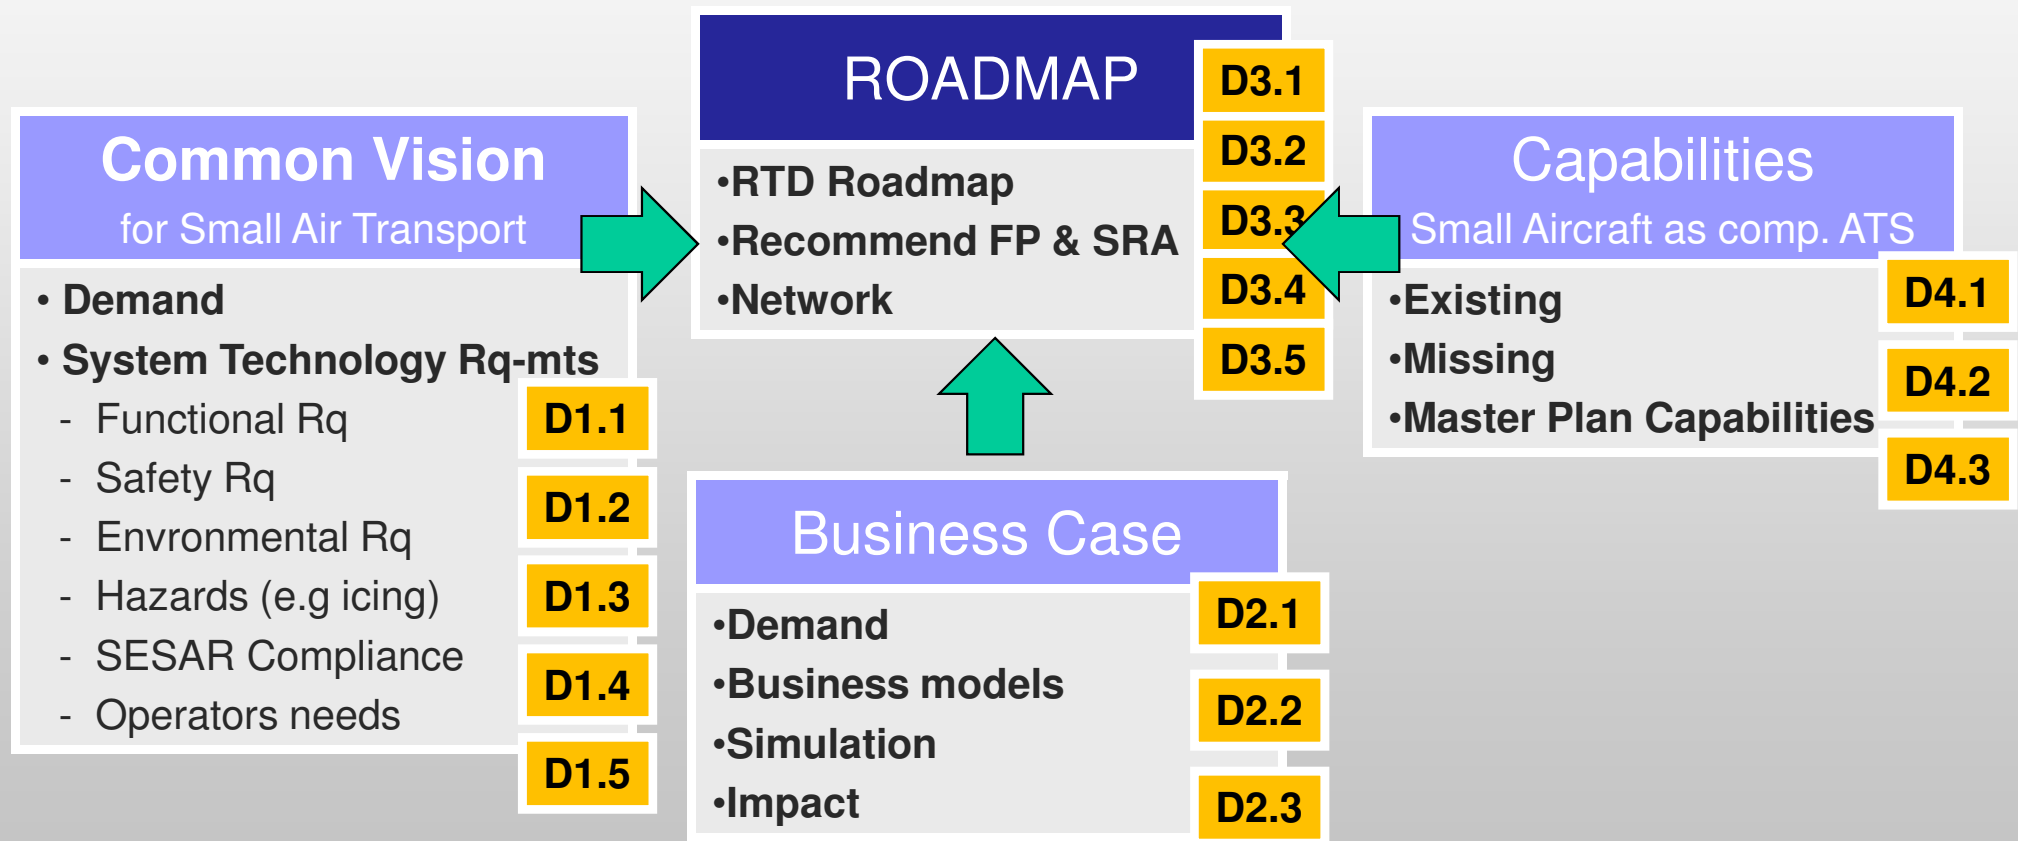 Common Vision
for Small Air Transport
• Demand
• System Technology Rq-mts
- Functional Rq
- Safety Rq
- Envronmental Rq
- Hazards (e.g icing)
- SESAR Compliance
- Operators needs
D1.1
D1.2
D1.3
D1.4
D1.5
ROADMAP
•RTD Roadmap
•Recommend FP & SRA
•Network
D3.1
D3.2
D3.3
D3.4
D3.5
Business Case
•Demand
•Business models
•Simulation
•Impact
D2.1
D2.2
D2.3
Capabilities
Small Aircraft as comp. ATS
•Existing
•Missing
•Master Plan Capabilities
D4.1
D4.2
D4.3